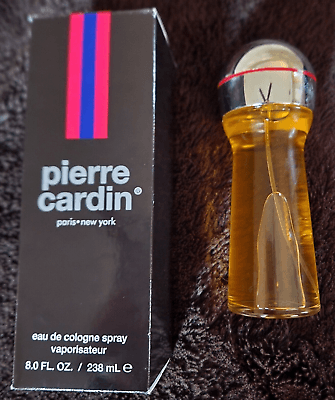 pierre
cardin®
paris•new york
eau de cologne spray
vaporisateur
8.0 FL. OZ. / 238 mL e